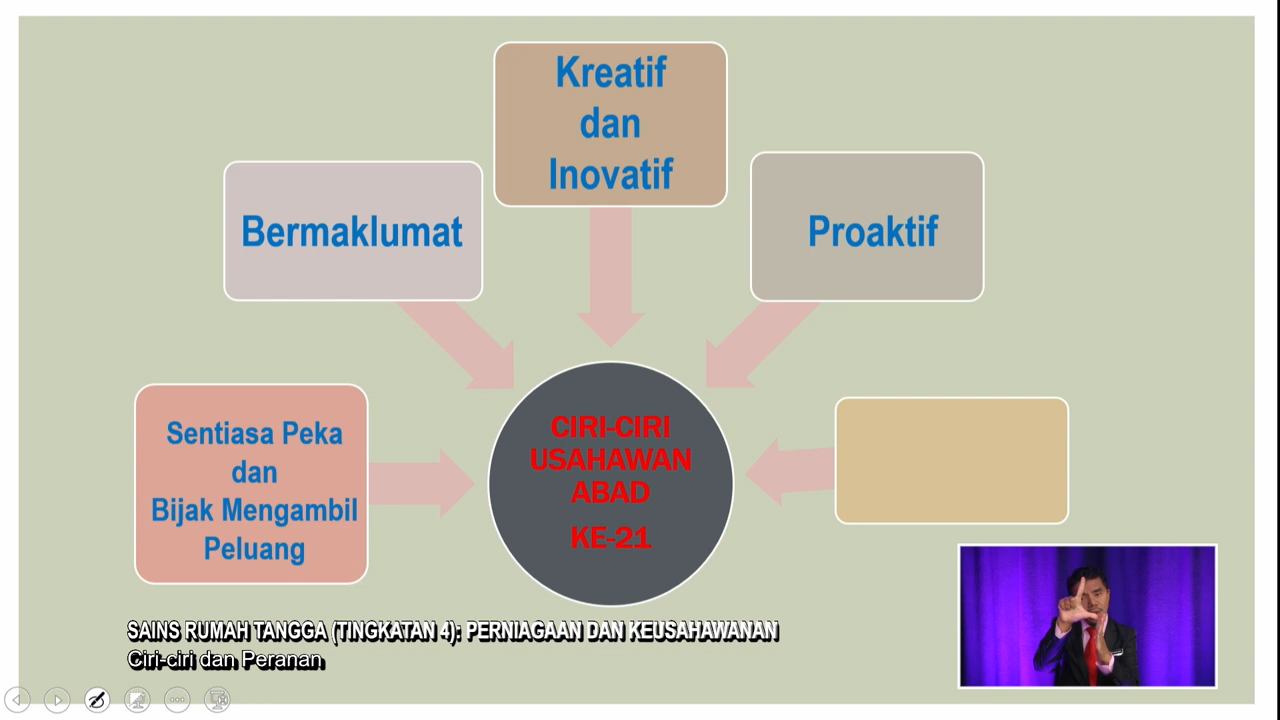 Kreatif
dan
Inovatif
Bermaklumat
Proaktif
Sentiasa Peka
dan
Bijak Mengambil
Peluang
CIRI-CIRI
USAHAWAN
ABAD
KE-21
SAINS RUMAH TANGGA (TINGKATAN 4): PERNIAGAAN DAN KEUSAHAWANAN
Ciri-ciri dan Peranan